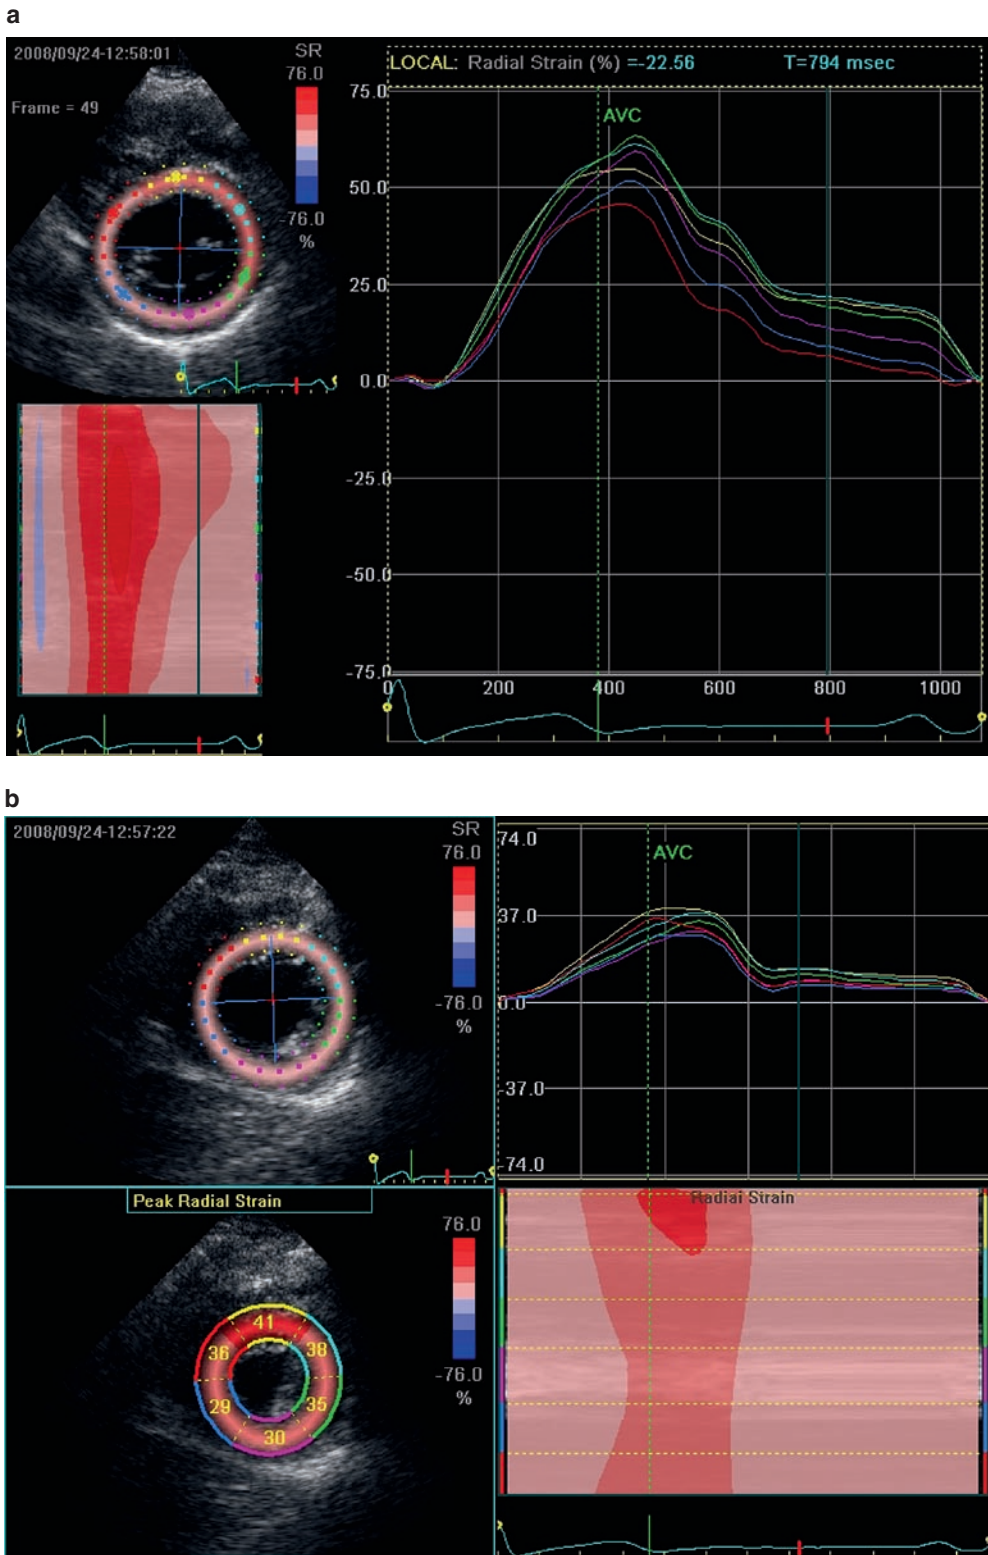 a
2008/09/24-12:58:01
SR
76.0
Frame = 49
-76.0
%
LOCAL: Radial Strain (%) =-22.56 T=794 msec
75.0
AVC
50.0
25.0
0.0
-25.0
-50.0
-75.0
0 200 400 600 800 1000
b
2008/09/24-12:57:22
SR
76.0
-76.0
%
74.0
AVC
37.0
0.0
-37.0
-74.0
Peak Radial Strain
76.0
-76.0
%
41
36
38
29
35
30
Radial Strain